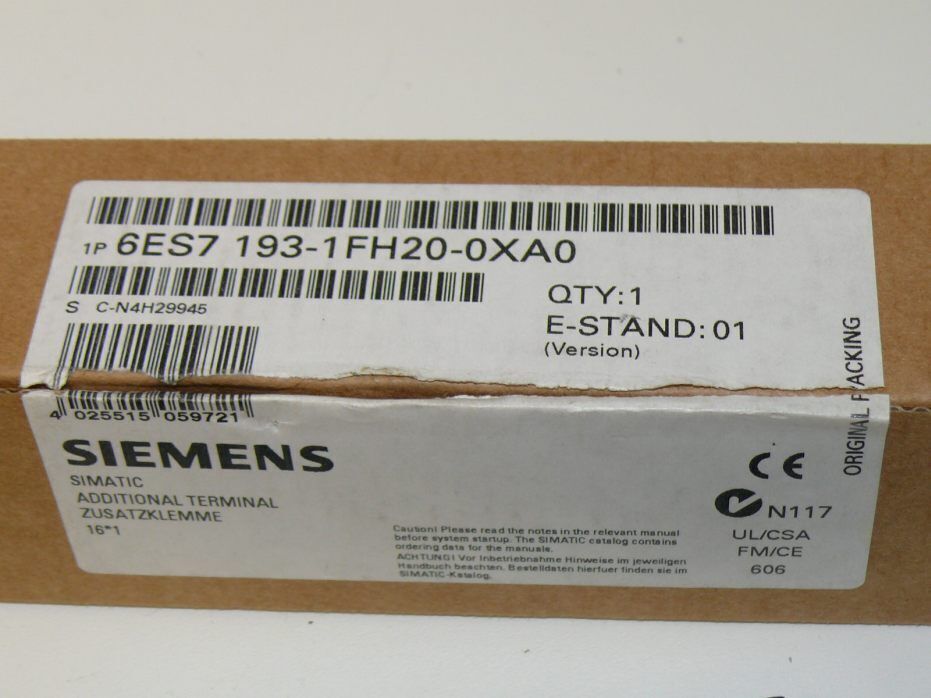 1P 6ES7 193-1FH20-0XA0
S C-N4H29945
QTY:1
E-STAND:01
(Version)
4 025515 059721
ORIGINAL PACKING
SIEMENS
SIMATIC
ADDITIONAL TERMINAL
ZUSATZKLEMME
16*1
Caution! Please read the notes in the relevant manual
before system startup. The SIMATIC catalog contains
ordering data for the manuals.
ACHTUNG! Vor Inbetriebnahme Hinweise im jeweiligen
Handbuch beachten. Bestelldaten hierfuer finden sie im
SIMATIC-Katalog.
CE
N117
UL/CSA
FM/CE
606